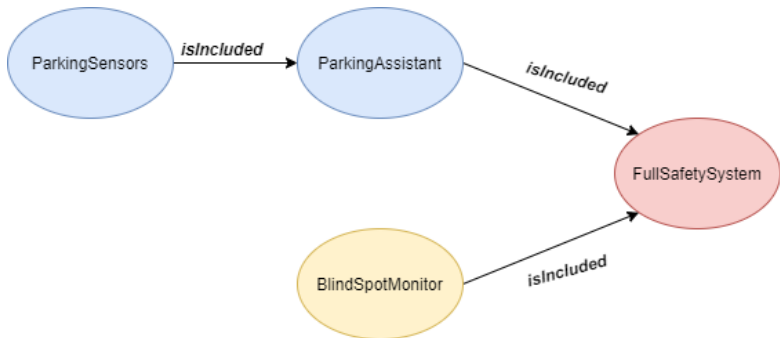 ParkingSensors
isIncluded
ParkingAssistant
isIncluded
FullSafetySystem
BlindSpotMonitor
isIncluded